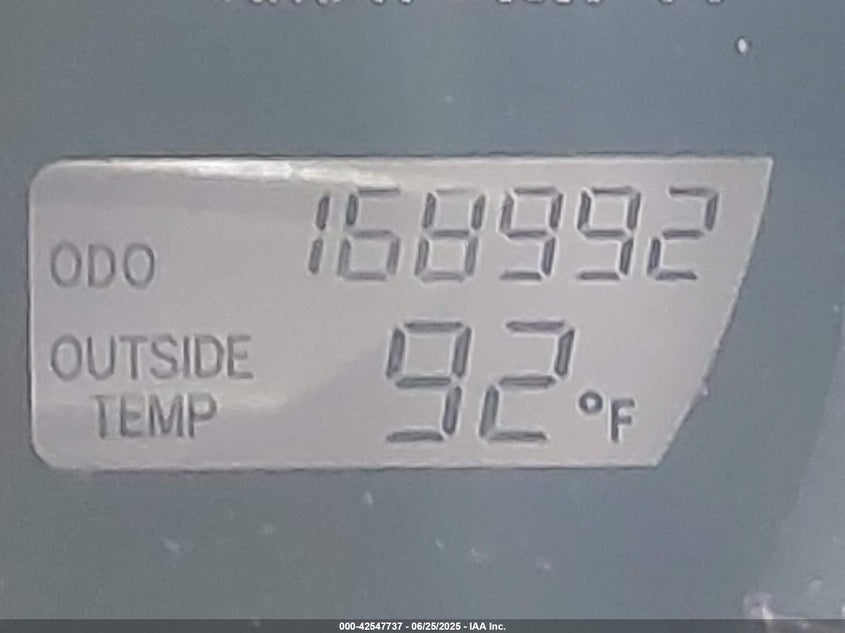 ODO 168992
OUTSIDE
TEMP 92 °F
000-42547737 - 06/25/2025 - IAA Inc.